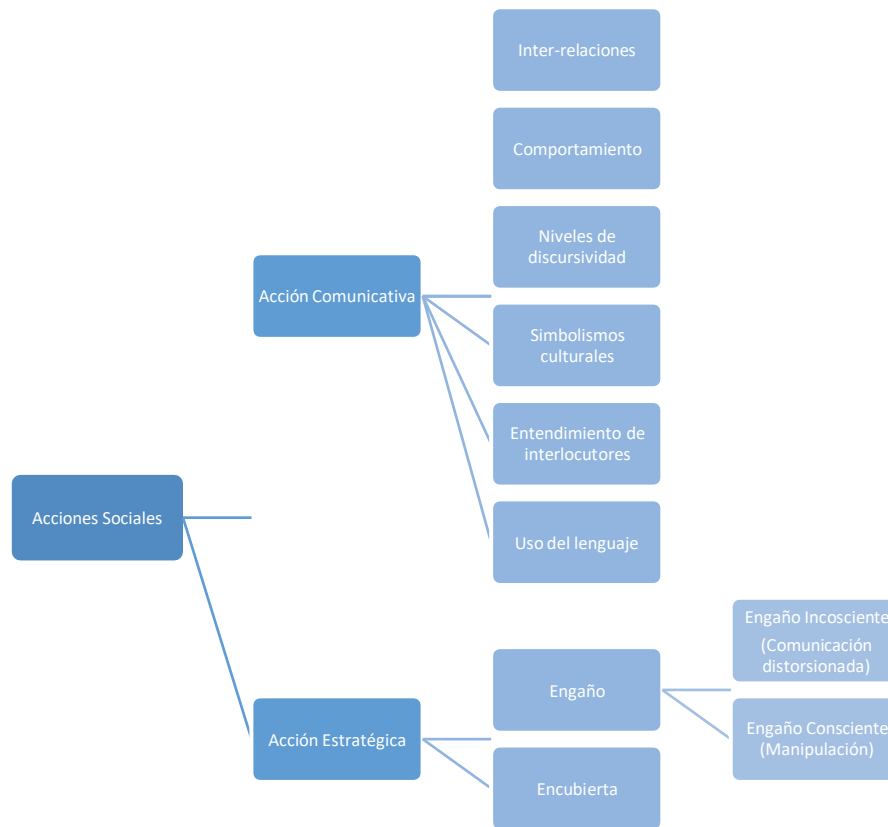 Inter-relaciones
Comportamiento
Niveles de
discursividad
Acción Comunicativa
Simbolismos
culturales
Entendimiento de
interlocutores
Acciones Sociales
Uso del lenguaje
Engaño Incosciente
(Comunicación
distorsionada)
Engaño
Engaño Consciente
(Manipulación)
Acción Estratégica
Encubierta